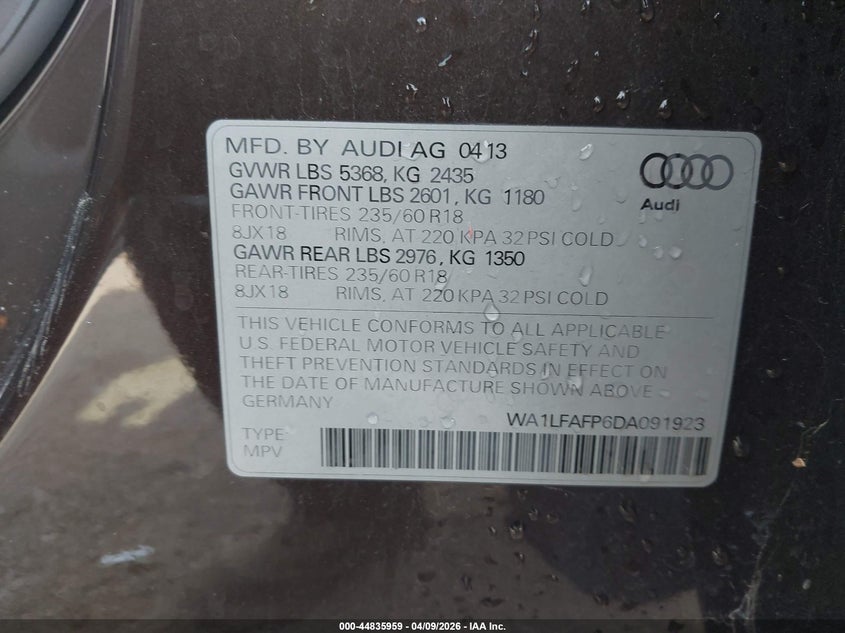 MFD. BY AUDI AG 04 13
GVWR LBS 5368, KG 2435
GAWR FRONT LBS 2601, KG 1180
FRONT-TIRES 235/60 R18
8JX18 RIMS, AT 220 KPA 32 PSI COLD
GAWR REAR LBS 2976, KG 1350
REAR-TIRES 235/60 R18
8JX18 RIMS, AT 220 KPA 32 PSI COLD
Audi
THIS VEHICLE CONFORMS TO ALL APPLICABLE
U.S. FEDERAL MOTOR VEHICLE SAFETY AND
THEFT PREVENTION STANDARDS IN EFFECT ON
THE DATE OF MANUFACTURE SHOWN ABOVE
GERMANY
WA1LFAFP6DA091923
TYPE:
MPV
000-44835959 - 04/09/2026 - IAA Inc.